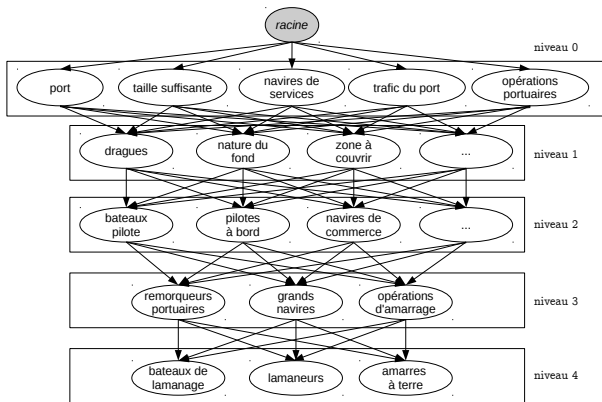 racine
niveau 0
port
taille suffisante
navires de
services
trafic du port
opérations
portuaires
dragues
nature du
fond
zone à
couvrir
...
niveau 1
bateaux
pilote
pilotes
à bord
navires de
commerce
...
niveau 2
remorqueurs
portuaires
grands
navires
opérations
d'amarrage
niveau 3
bateaux de
lamanage
lamaneurs
amarres
à terre
niveau 4